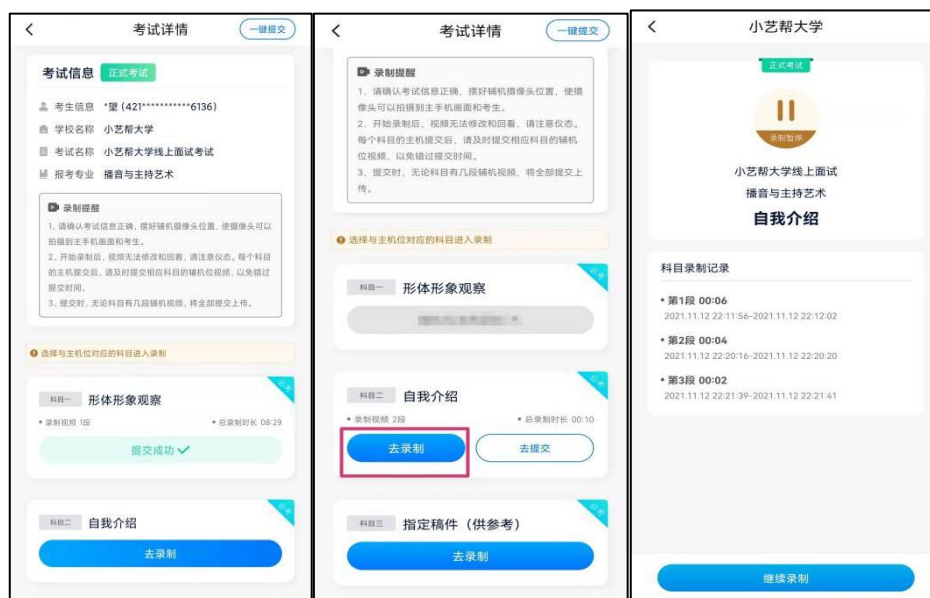 考试详情
一键提交
考试信息 正式考试
考生信息 *望 (421***********6136)
学校名称 小艺帮大学
考试名称 小艺帮大学线上面试考试
报考专业 播音与主持艺术
录制提醒
1、请确认考试信息正确，摆好辅机摄像头位置，使摄像头可以
拍摄到主手机画面和考生。
2、开始录制后，视频无法修改和回看，请注意仪态。每个科目
的主机提交后，请及时提交相应科目的辅机位视频，以免错过
提交时间。
3、提交时，无论科目有几段辅机视频，将全部提交上传。
选择与主机位对应的科目进入录制
必考
科目一 形体形象观察
• 录制视频 1段
• 总录制时长 08:29
提交成功
必考
科目二 自我介绍
去录制
考试详情
一键提交
录制提醒
1、请确认考试信息正确，摆好辅机摄像头位置，使摄
像头可以拍摄到主手机画面和考生。
2、开始录制后，视频无法修改和回看，请注意仪态。
每个科目的主机提交后，请及时提交相应科目的辅机
位视频，以免错过提交时间。
3、提交时，无论科目有几段辅机视频，将全部提交上
传。
选择与主机位对应的科目进入录制
必考
科目一 形体形象观察
必考
科目二 自我介绍
• 录制视频 2段
• 总录制时长 00:10
去录制
去提交
必考
科目三 指定稿件（供参考）
去录制
小艺帮大学
正式考试
录制暂停
小艺帮大学线上面试
播音与主持艺术
自我介绍
科目录制记录
• 第1段 00:06
2021.11.12 22:11:56-2021.11.12 22:12:02
• 第2段 00:04
2021.11.12 22:20:16-2021.11.12 22:20:20
• 第3段 00:02
2021.11.12 22:21:39-2021.11.12 22:21:41
继续录制